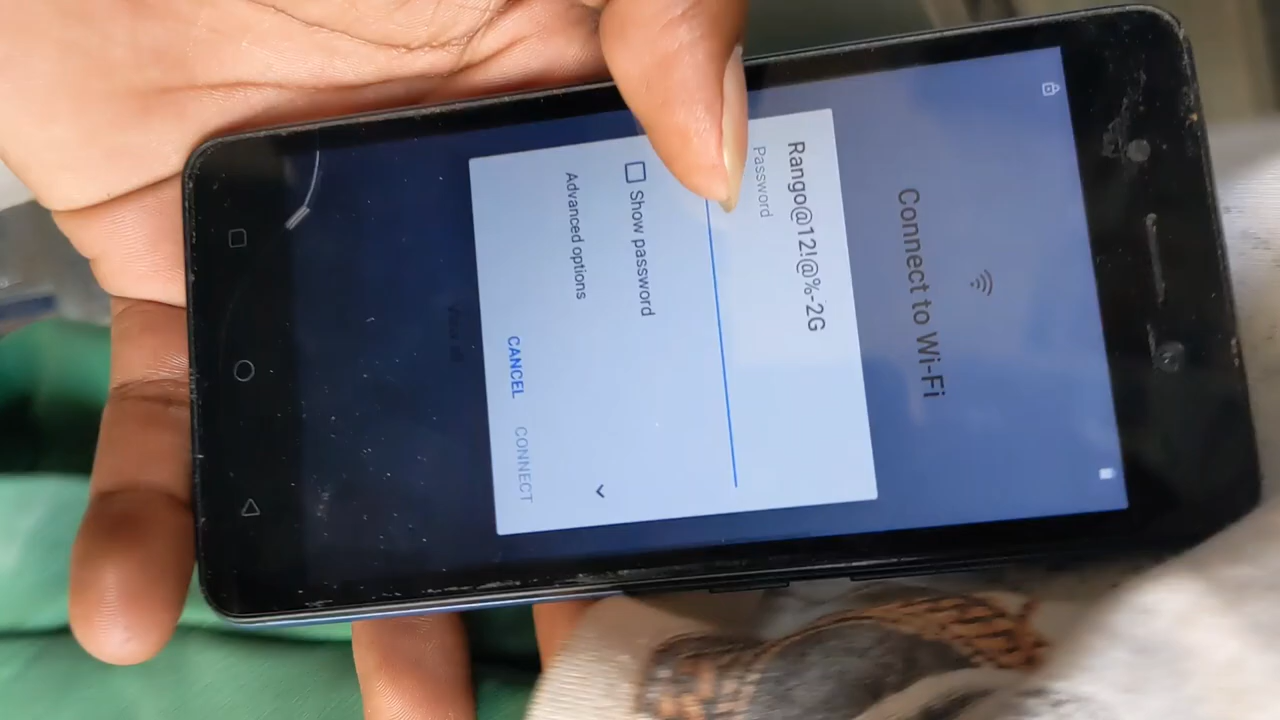 Connect to Wi-Fi
Rango@12!@%-2G
Password
Show password
Advanced options
CANCEL CONNECT